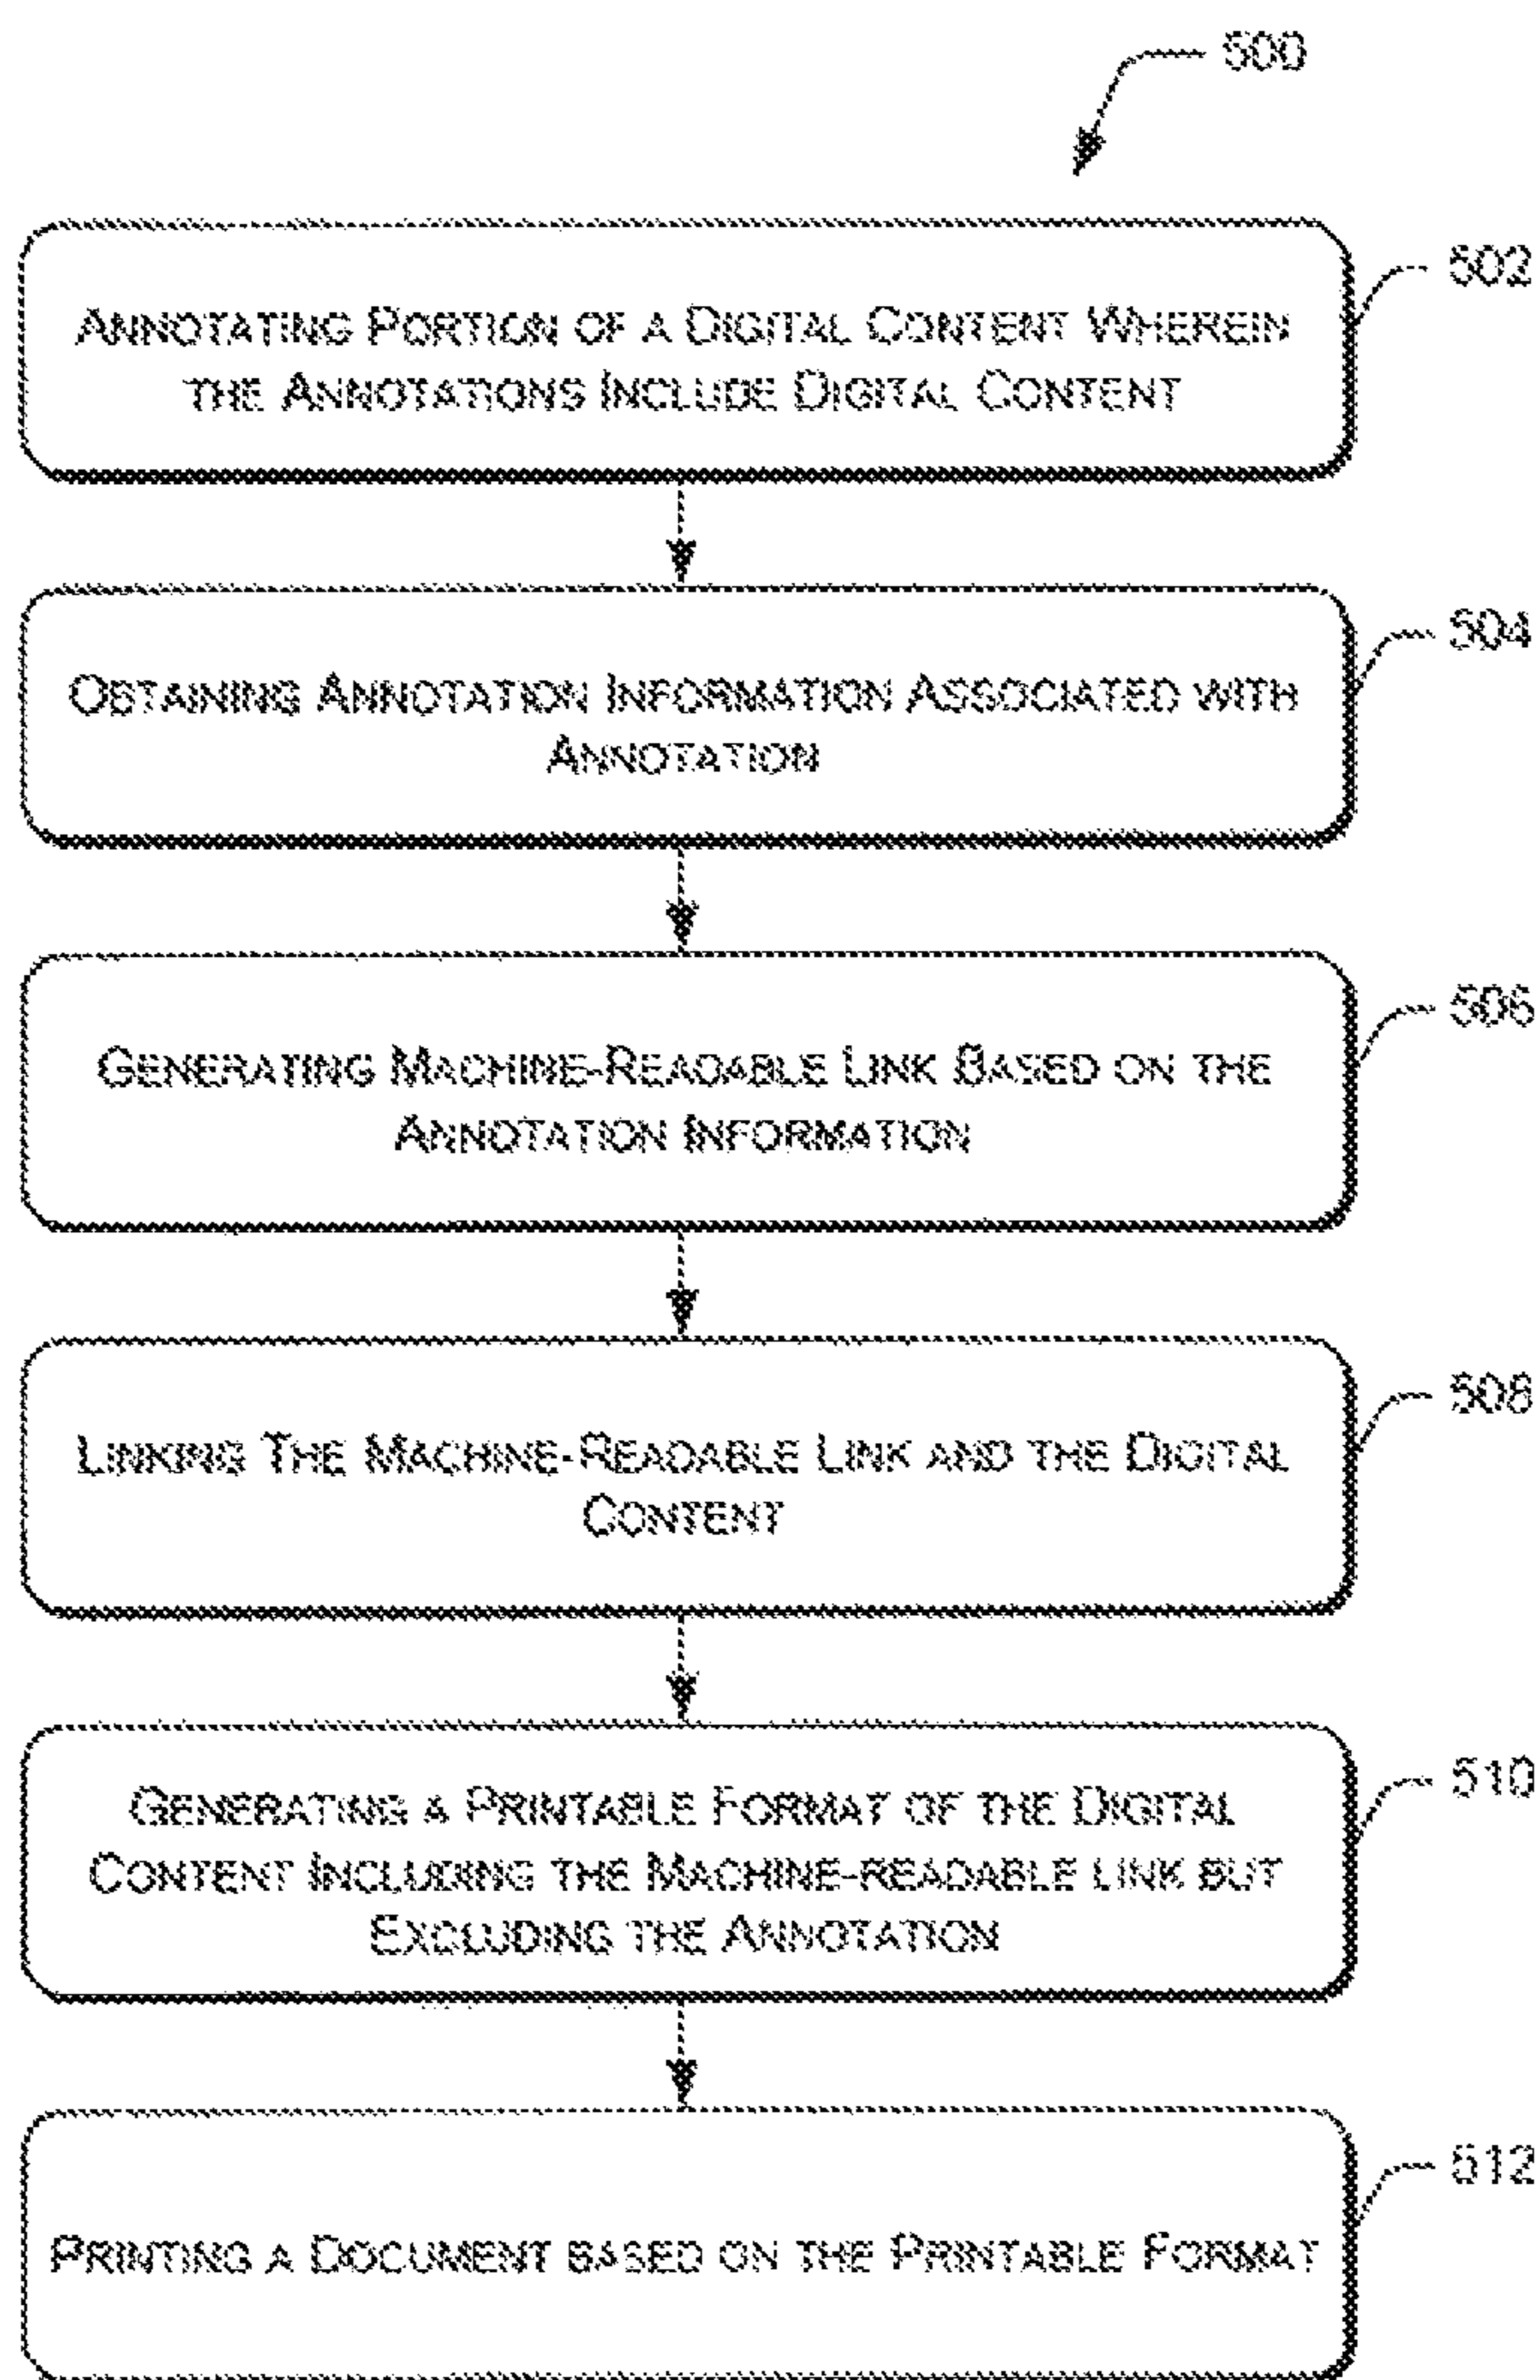 500
ANNOTATING PORTION OF A DIGITAL CONTENT WHEREIN
THE ANNOTATIONS INCLUDE DIGITAL CONTENT
502
OBTAINING ANNOTATION INFORMATION ASSOCIATED WITH
ANNOTATION
504
GENERATING MACHINE-READABLE LINK BASED ON THE
ANNOTATION INFORMATION
506
LINKING THE MACHINE-READABLE LINK AND THE DIGITAL
CONTENT
508
GENERATING A PRINTABLE FORMAT OF THE DIGITAL
CONTENT INCLUDING THE MACHINE-READABLE LINK BUT
EXCLUDING THE ANNOTATION
510
PRINTING A DOCUMENT BASED ON THE PRINTABLE FORMAT
512